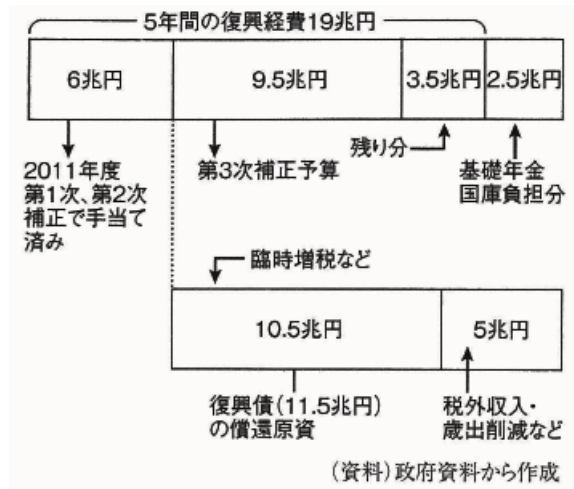 5年間の復興経費19兆円
6兆円
9.5兆円
3.5兆円
2.5兆円
2011年度
第1次、第2次
補正で手当て
済み
第3次補正予算
残り分
基礎年金
国庫負担分
臨時増税など
10.5兆円
5兆円
復興債(11.5兆円)
の償還原資
税外収入・
歳出削減など
(資料)政府資料から作成